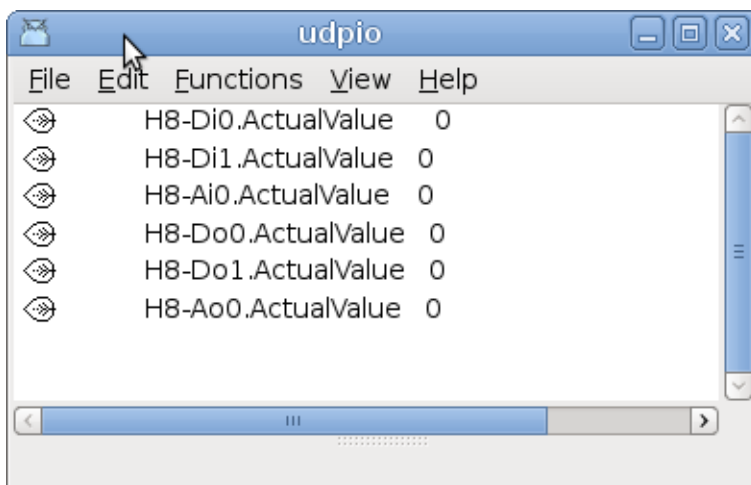 udpio
File Edit Functions View Help
H8-Di0.ActualValue 0
H8-Di1.ActualValue 0
H8-Ai0.ActualValue 0
H8-Do0.ActualValue 0
H8-Do1.ActualValue 0
H8-Ao0.ActualValue 0